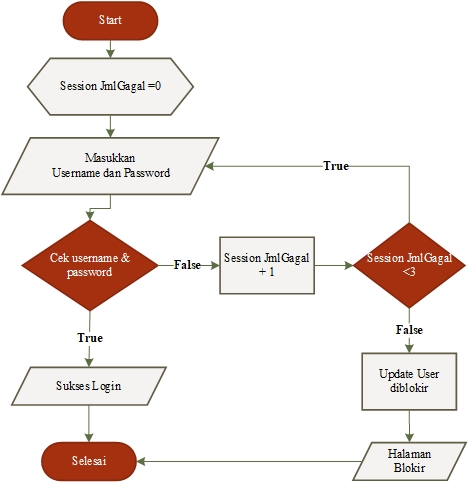 Start
Session JmlGagal =0
Masukkan
Username dan Password
True
Cek username &
password
False
Session JmlGagal
+ 1
Session JmlGagal
<3
True
False
Sukses Login
Update User
diblokir
Selesai
Halaman
Blokir